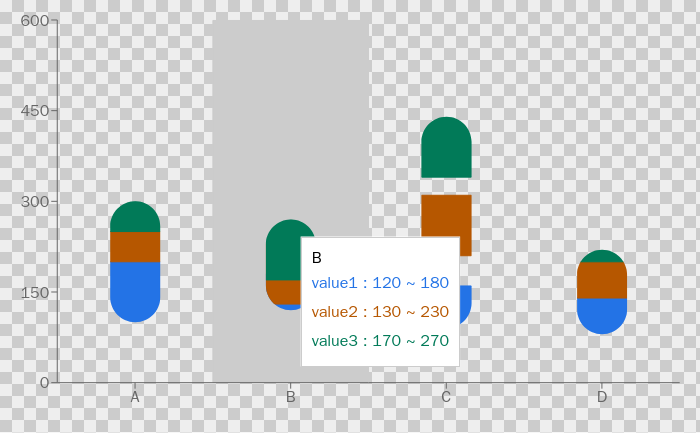 600
450
300
150
0
B
value1 : 120 ~ 180
value2 : 130 ~ 230
value3 : 170 ~ 270
A
B
C
D